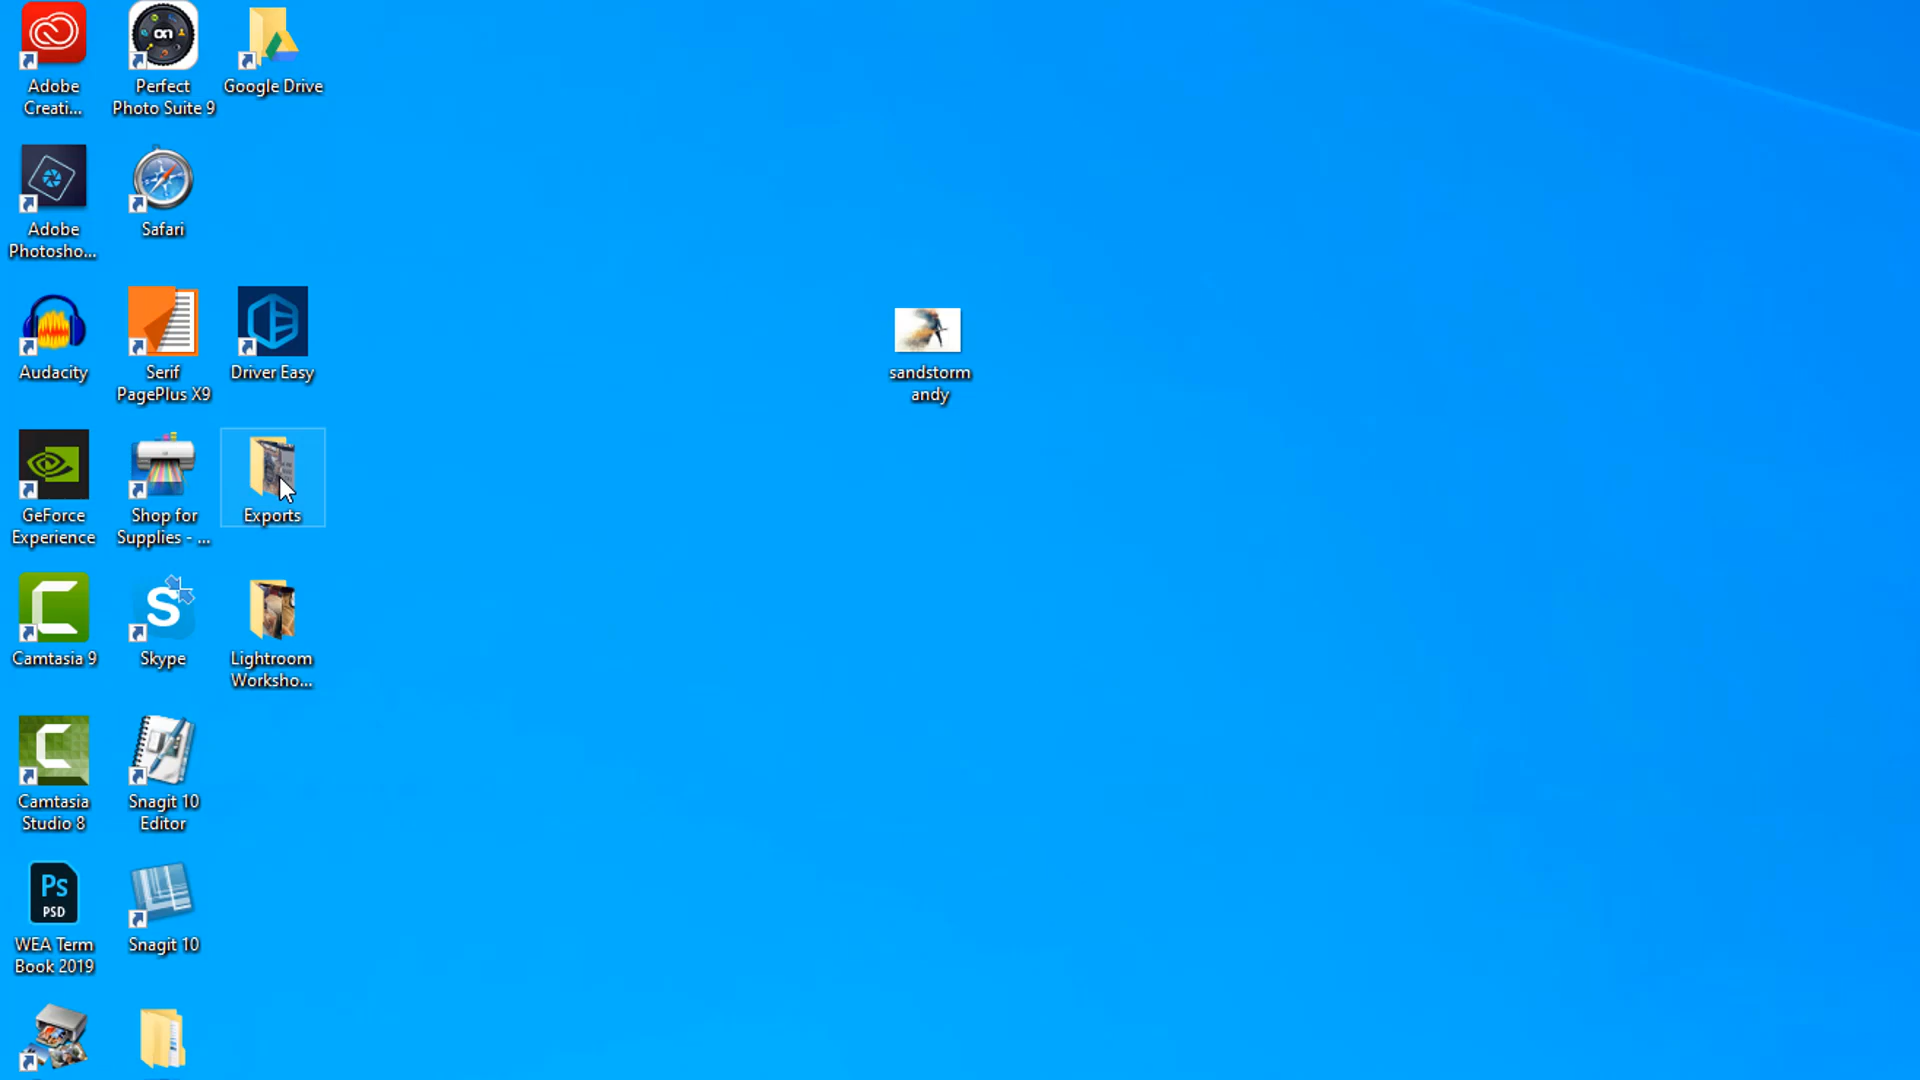 Adobe
Creati...
on
Perfect
Photo Suite 9
Google Drive
Adobe
Photosho...
Safari
Audacity
Serif
PagePlus X9
Driver Easy
sandstorm
andy
GeForce
Experience
Shop for
Supplies - ...
Exports
Camtasia 9
S
Skype
Lightroom
Worksho...
Camtasia
Studio 8
Snagit 10
Editor
Ps
PSD
WEA Term
Book 2019
Snagit 10